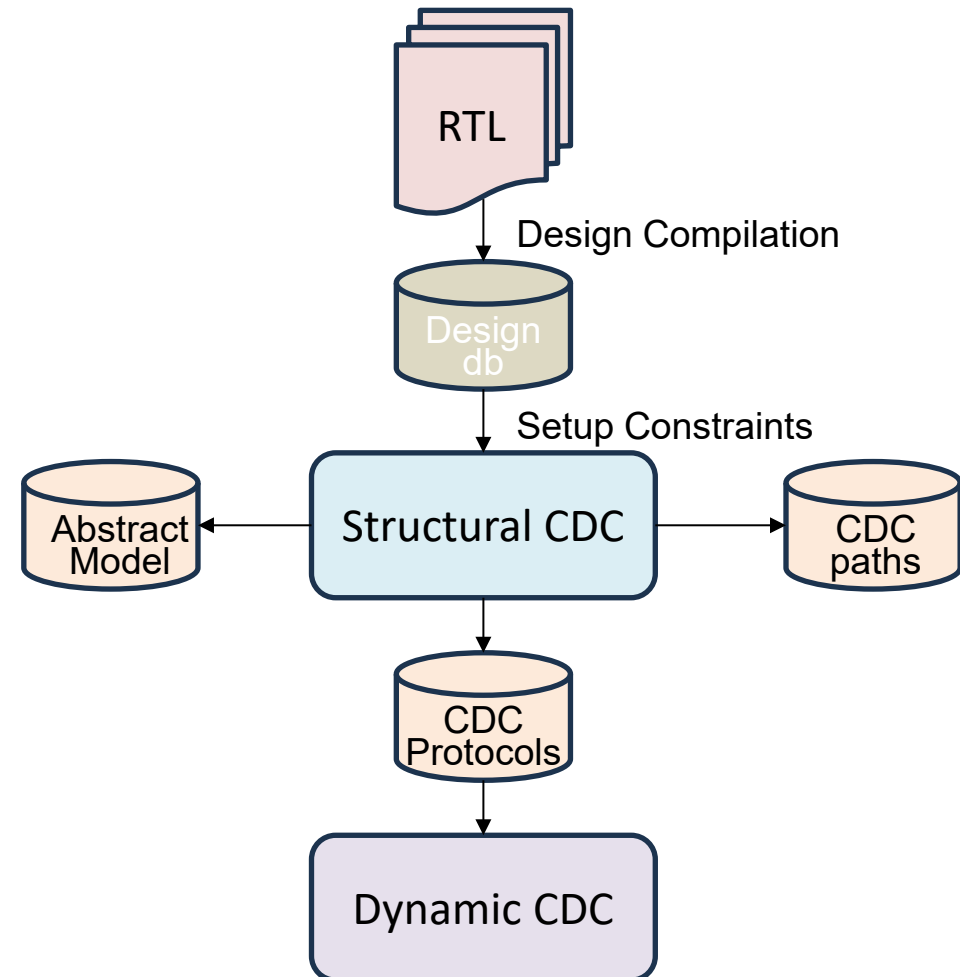 RTL
Design Compilation
Design
db
Setup Constraints
Abstract
Model
Structural CDC
CDC
paths
CDC
Protocols
Dynamic CDC